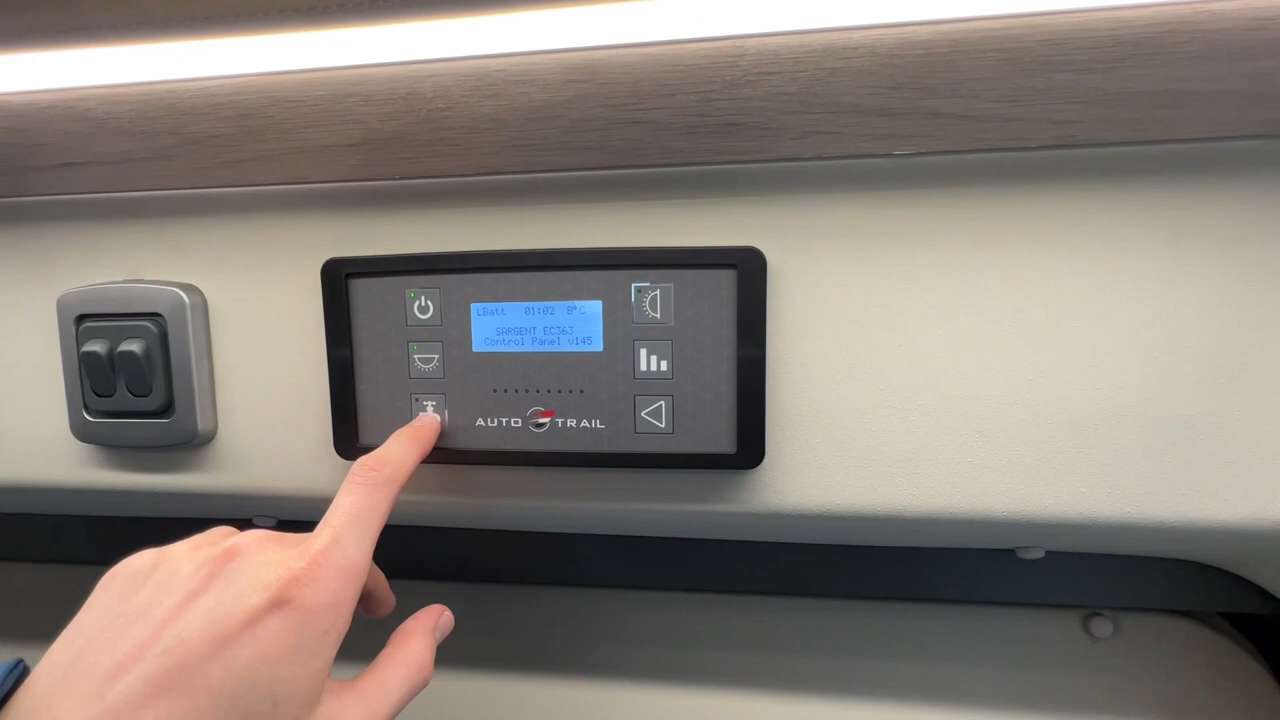 LBatt 01:02 8°C
SARGENT EC363
Control Panel v145
AUTO TRAIL